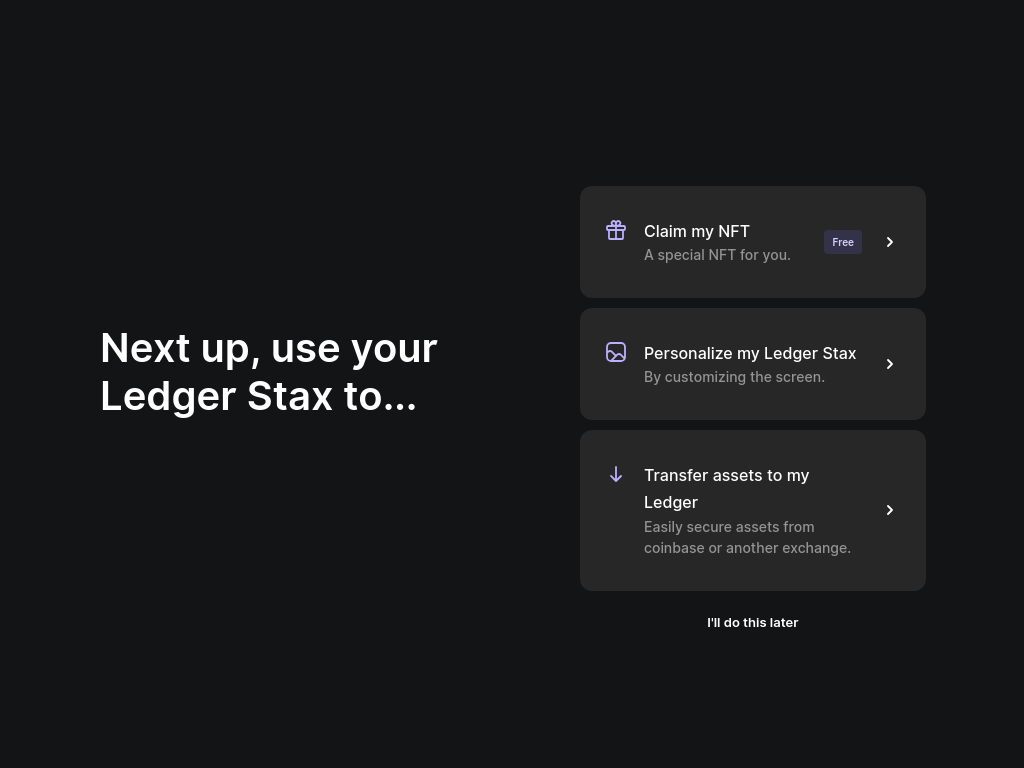 Next up, use your
Ledger Stax to...
Claim my NFT
A special NFT for you.
Free
Personalize my Ledger Stax
By customizing the screen.
Transfer assets to my
Ledger
Easily secure assets from
coinbase or another exchange.
I'll do this later